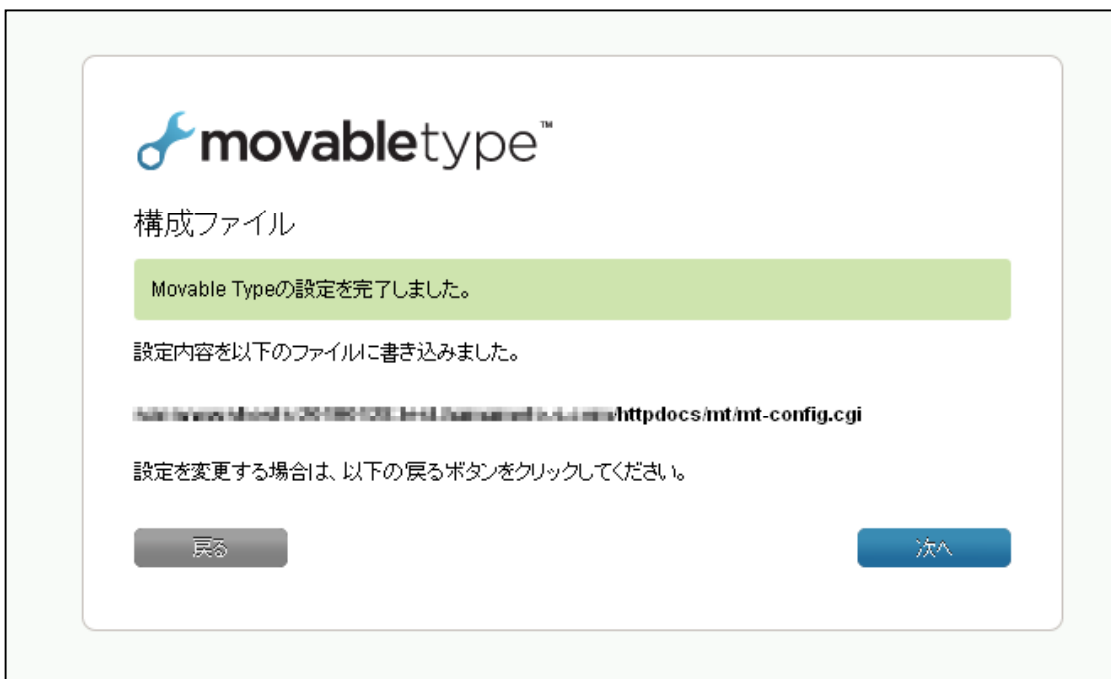 movabletype™
構成ファイル
Movable Typeの設定を完了しました。
設定内容を以下のファイルに書き込みました。
/httpdocs/mt/mt-config.cgi
設定を変更する場合は、以下の戻るボタンをクリックしてください。
戻る
次へ